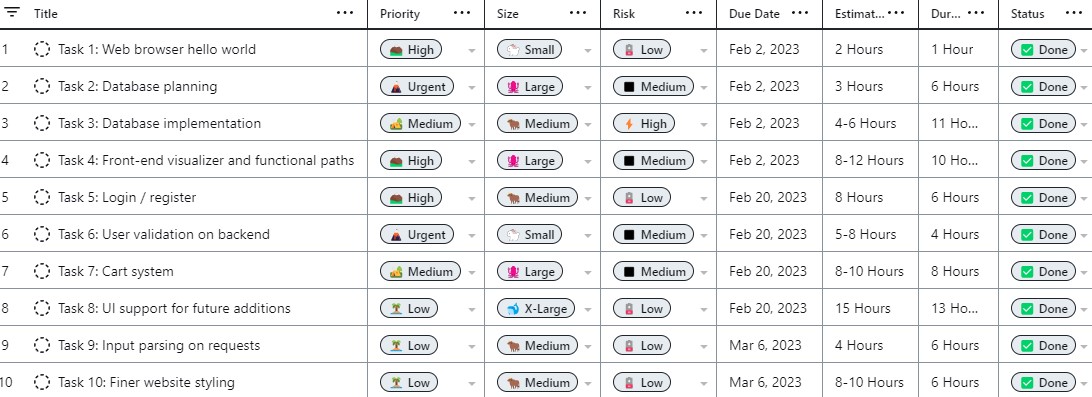 Title ... Priority ... Size ... Risk ... Due Date ... Estimat... ... Dur... ... Status ...
1 Task 1: Web browser hello world High Small Low Feb 2, 2023 2 Hours 1 Hour Done
2 Task 2: Database planning Urgent Large Medium Feb 2, 2023 3 Hours 6 Hours Done
3 Task 3: Database implementation Medium Medium High Feb 2, 2023 4-6 Hours 11 Ho... Done
4 Task 4: Front-end visualizer and functional paths High Large Medium Feb 2, 2023 8-12 Hours 10 Ho... Done
5 Task 5: Login / register High Medium Low Feb 20, 2023 8 Hours 6 Hours Done
6 Task 6: User validation on backend Urgent Small Medium Feb 20, 2023 5-8 Hours 4 Hours Done
7 Task 7: Cart system Medium Large Medium Feb 20, 2023 8-10 Hours 8 Hours Done
8 Task 8: UI support for future additions Low X-Large Low Feb 20, 2023 15 Hours 13 Ho... Done
9 Task 9: Input parsing on requests Low Medium Low Mar 6, 2023 4 Hours 6 Hours Done
10 Task 10: Finer website styling Low Medium Low Mar 6, 2023 8-10 Hours 6 Hours Done